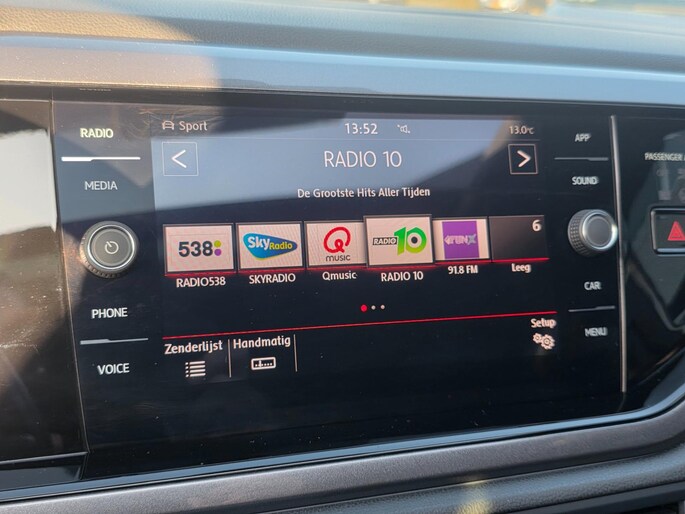 RADIO
MEDIA
PHONE
VOICE
Sport
13:52
13.0°C
RADIO 10
De Grootste Hits Aller Tijden
538
RADIO538
Sky Radio
SKYRADIO
Q
MUSIC
Qmusic
RADIO 10
RADIO 10
FUNX
91.8 FM
6
Leeg
Zenderlijst
Handmatig
Setup
APP
SOUND
CAR
MENU
PASSENGER